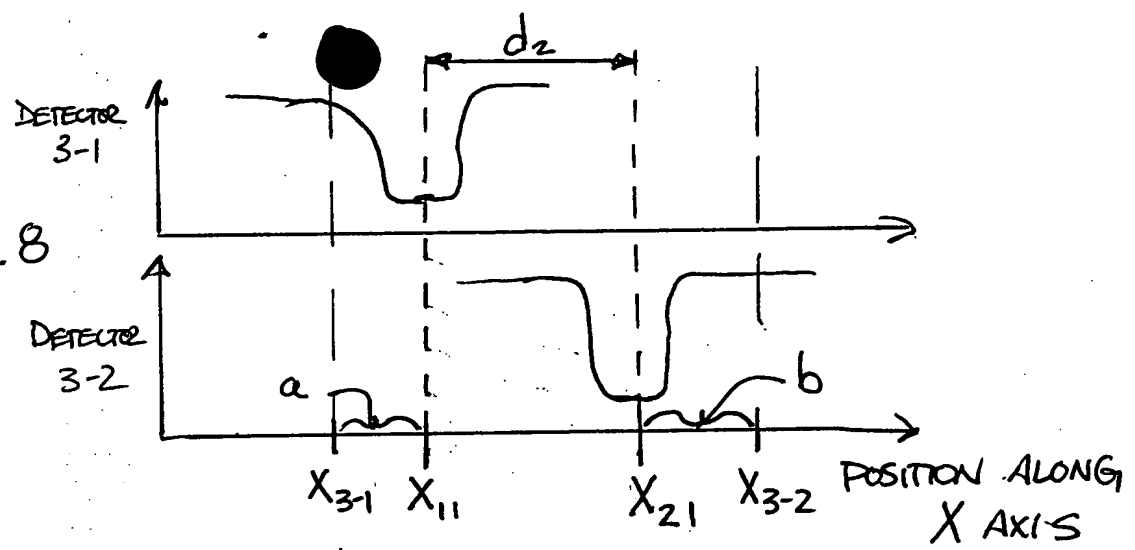 d2
DETECTOR
3-1
.8
DETECTOR
3-2
a
b
X3-1
X11
X21
X3-2
POSITION ALONG
X AXIS